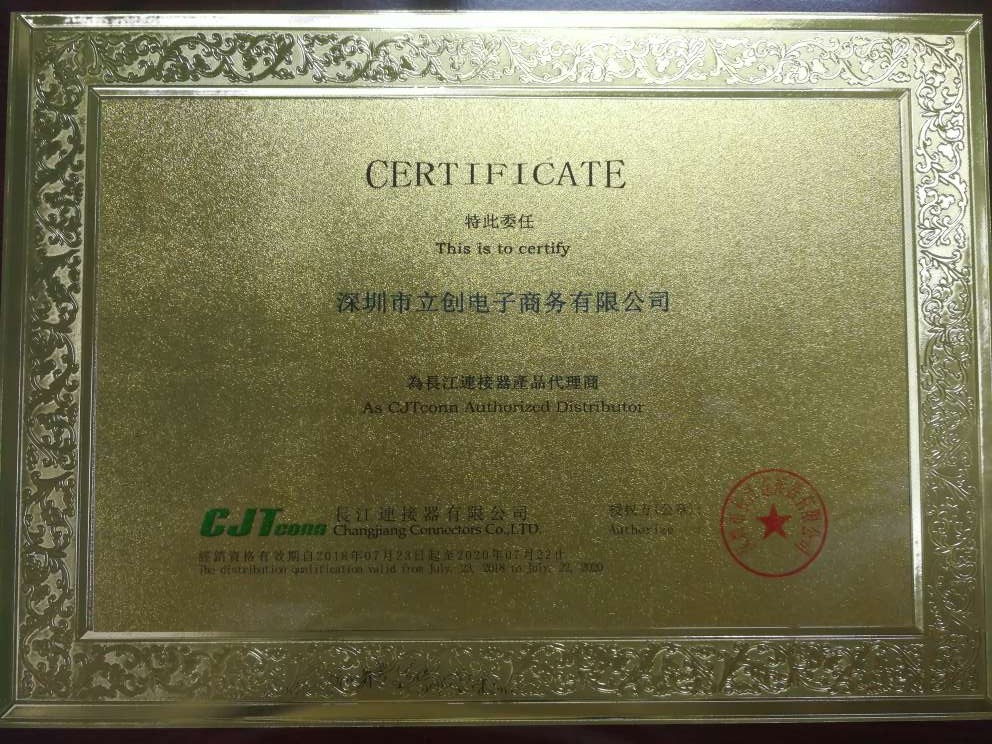 CERTIFICATE
特此委任
This is to certify
深圳市立创电子商务有限公司
為長江連接器產品代理商
As CJTconn Authorized Distributor
CJTconn 長江連接器有限公司
Changjiang Connectors Co.,LTD.
授权方(公章):
Authorize
經銷資格有效期自2018年07月23日起至2020年07月22止
The distribution qualification valid from July. 23, 2018 to July. 22, 2020